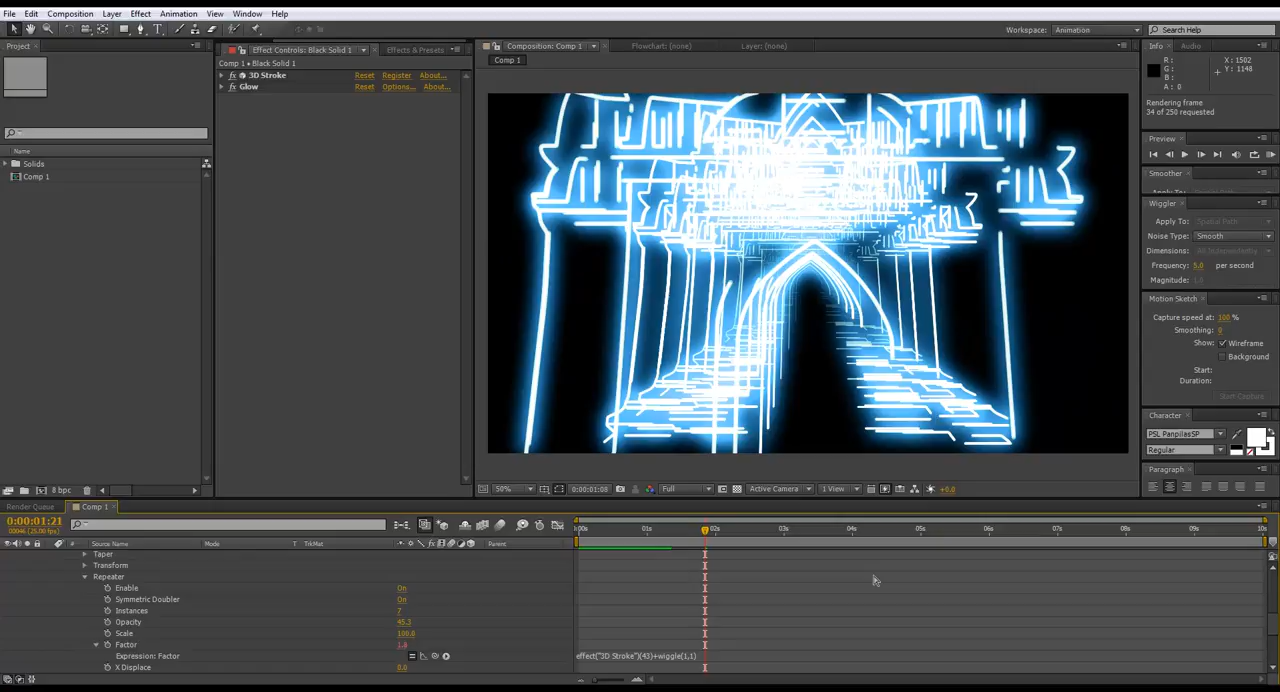 File Edit Composition Layer Effect Animation View Window Help
Workspace: Animation Search Help
Project
Effect Controls: Black Solid 1 Effects & Presets
Composition: Comp 1 Flowchart: (none) Layer: (none)
Info Audio
Comp 1 • Black Solid 1
Comp 1
R: X: 1502
G: Y: 1148
B:
A: 0
3D Stroke Reset Register About...
Glow Reset Options... About...
Rendering frame
34 of 250 requested
Preview
Name
Solids
Comp 1
Smoother
Apply To:
Wiggler
Apply To: Spatial Path
Noise Type: Smooth
Dimensions: All Independently
Frequency: 5.0 per second
Magnitude:
Motion Sketch
Capture speed at: 100 %
Smoothing: 0
Show: Wireframe
Background
Start:
Duration:
Start Capture
Character
PSL PanpilasSP
Regular
Paragraph
8 bpc
50% 0:00:01:08 Full Active Camera 1 View +0.0
Render Queue Comp 1
0:00:01:21
00046 (25.00 fps)
Source Name Mode T TrkMat Parent
:00s 01s 02s 03s 04s 05s 06s 07s 08s 09s 10s
Taper
Transform
Repeater
Enable On
Symmetric Doubler On
Instances 7
Opacity 45.3
Scale 100.0
Factor 1.8
Expression: Factor effect("3D Stroke")(43)+wiggle(1,1)
X Displace 0.0